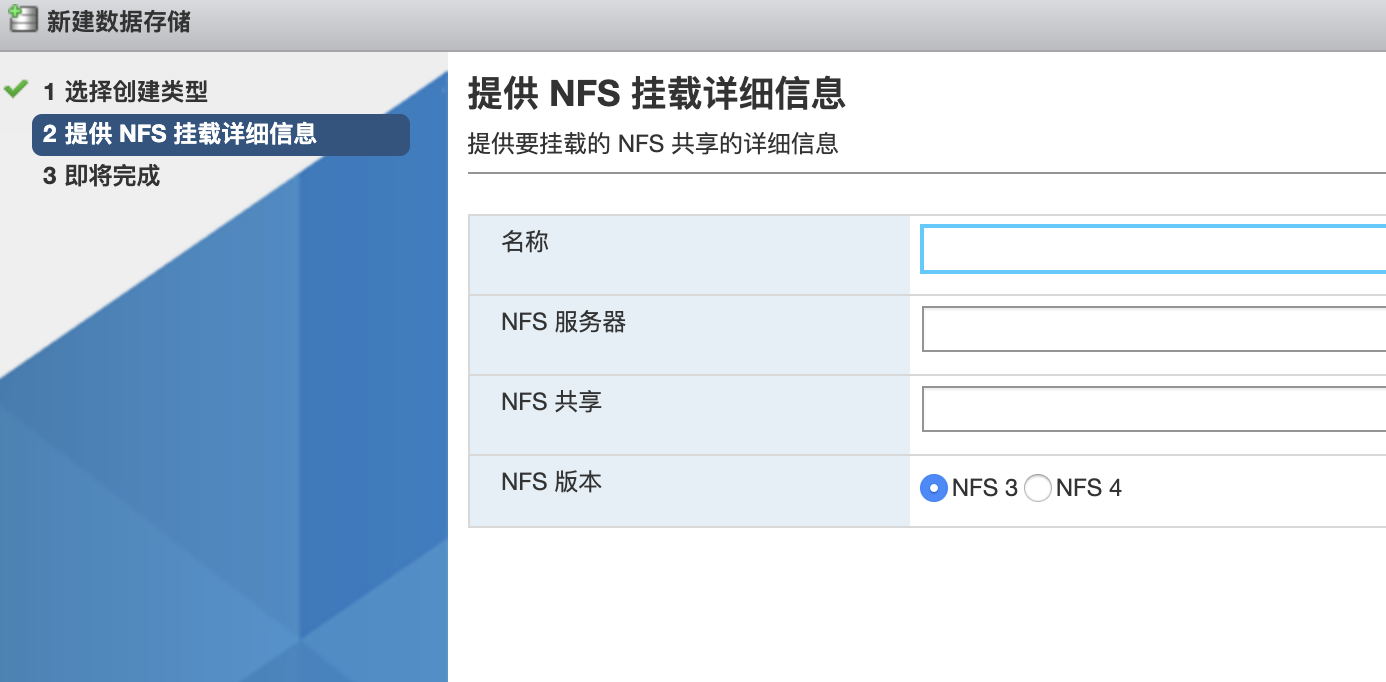 新建数据存储
1 选择创建类型
2 提供 NFS 挂载详细信息
3 即将完成
提供 NFS 挂载详细信息
提供要挂载的 NFS 共享的详细信息
名称
NFS 服务器
NFS 共享
NFS 版本
NFS 3 NFS 4